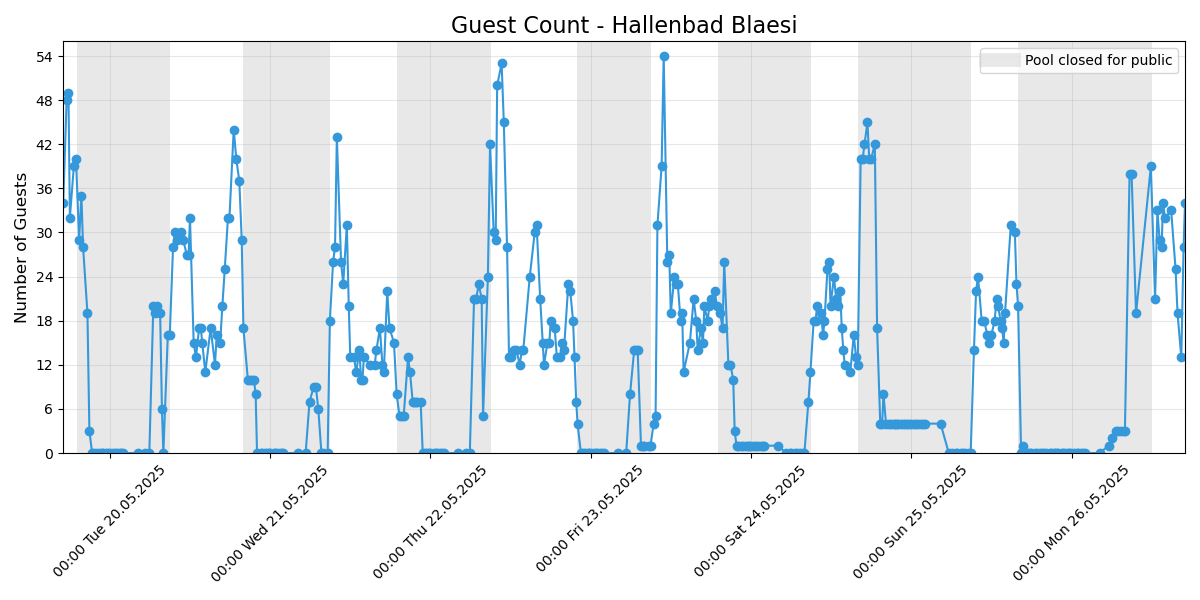 Guest Count - Hallenbad Blaesi
Pool closed for public
Number of Guests
54
48
42
36
30
24
18
12
6
0
00:00 Tue 20.05.2025
00:00 Wed 21.05.2025
00:00 Thu 22.05.2025
00:00 Fri 23.05.2025
00:00 Sat 24.05.2025
00:00 Sun 25.05.2025
00:00 Mon 26.05.2025